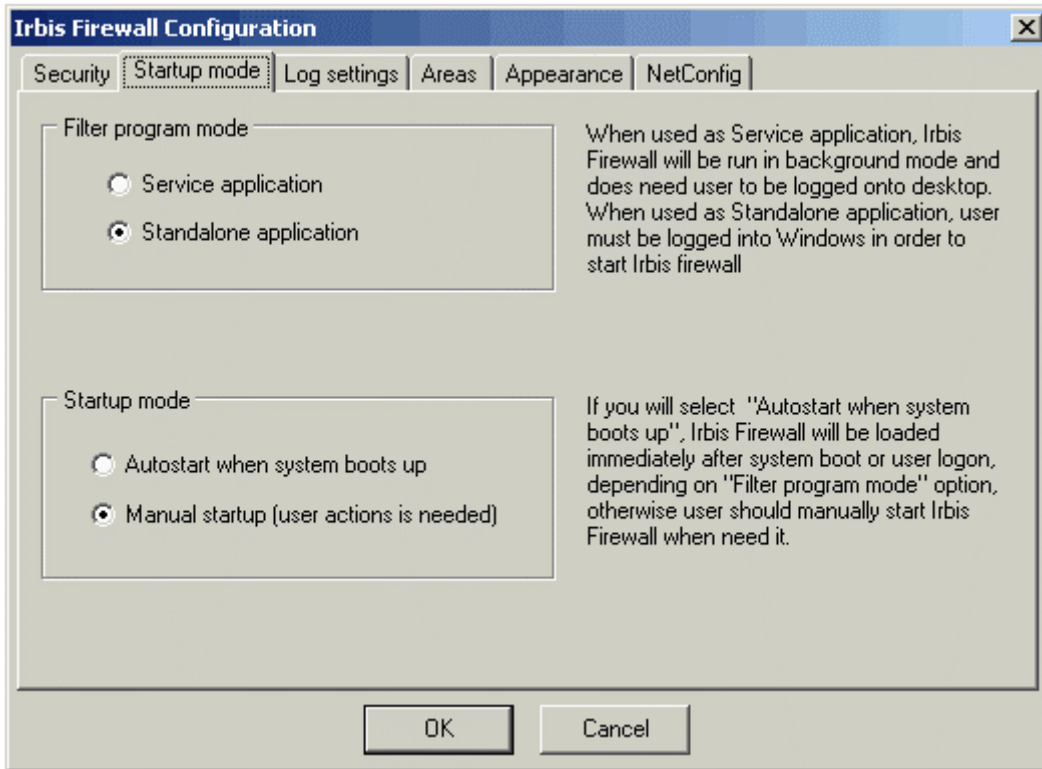 Irbis Firewall Configuration
Security Startup mode Log settings Areas Appearance NetConfig
Filter program mode
Service application
Standalone application
When used as Service application, Irbis
Firewall will be run in background mode and
does need user to be logged onto desktop.
When used as Standalone application, user
must be logged into Windows in order to
start Irbis firewall
Startup mode
Autostart when system boots up
Manual startup (user actions is needed)
If you will select "Autostart when system
boots up", Irbis Firewall will be loaded
immediately after system boot or user logon,
depending on "Filter program mode" option,
otherwise user should manually start Irbis
Firewall when need it.
OK Cancel